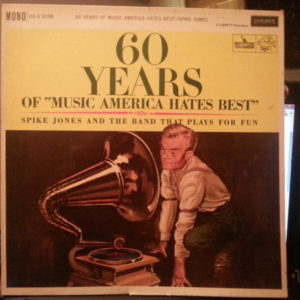 MONO
60 YEARS OF MUSIC AMERICA HATES BEST/SPIKE JONES
LONDON
60
YEARS
OF "MUSIC AMERICA HATES BEST"
SPIKE JONES AND THE BAND THAT PLAYS FOR FUN